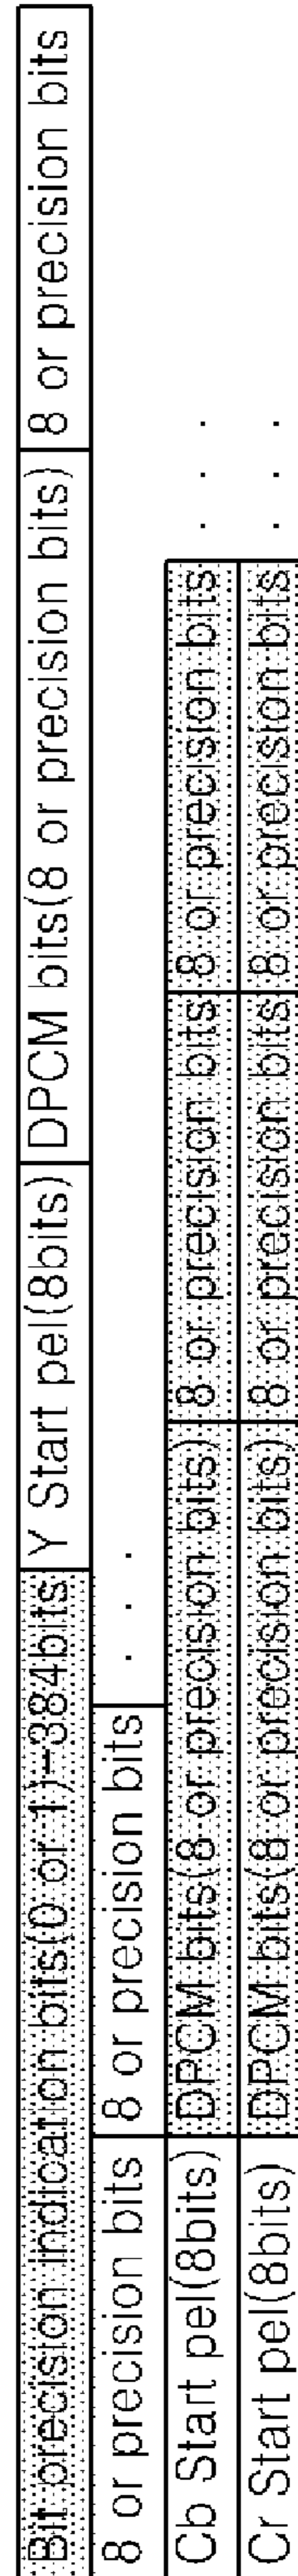 Bit precision indication bits(0 or 1)-384bits Y Start pel(8bits) DPCM bits(8 or precision bits) 8 or precision bits
8 or precision bits 8 or precision bits . . .
Cb Start pel(8bits) DPCM bits(8 or precision bits) 8 or precision bits 8 or precision bits . . .
Cr Start pel(8bits) DPCM bits(8 or precision bits) 8 or precision bits 8 or precision bits . . .